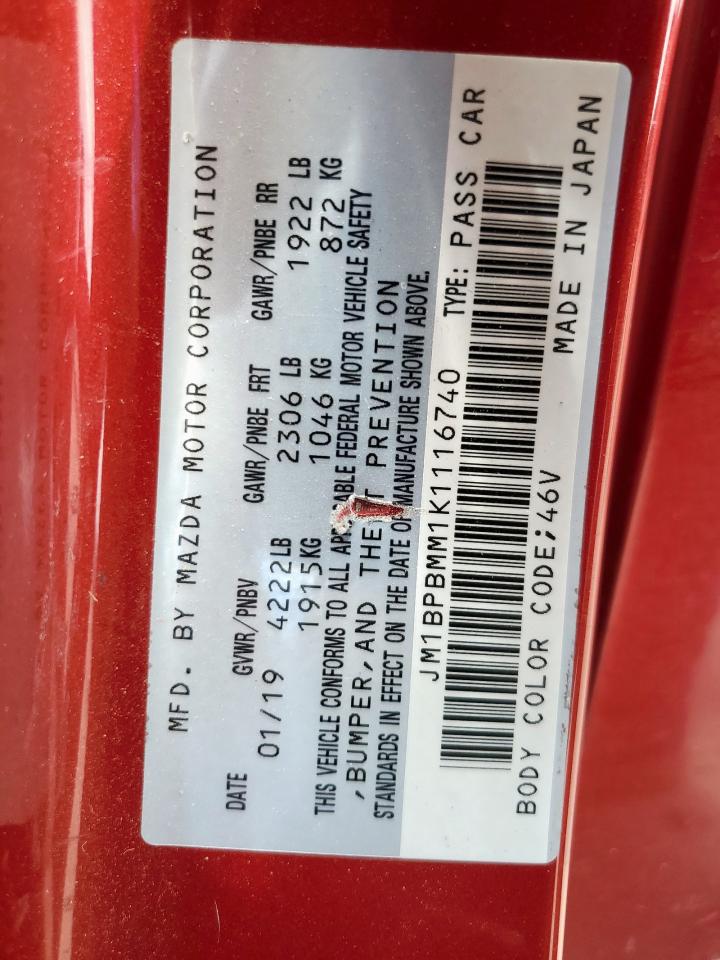 MFD. BY MAZDA MOTOR CORPORATION
DATE GVWR/PNBV GAWR/PNBE FRT GAWR/PNBE RR
01/19 4222LB 2306 LB 1922 LB
1915KG 1046 KG 872 KG
THIS VEHICLE CONFORMS TO ALL FEDERAL MOTOR VEHICLE SAFETY
,BUMPER,AND THEFT PREVENTION
STANDARDS IN EFFECT ON THE DATE OF MANUFACTURE SHOWN ABOVE.
JM1BPBMM1K1116740 TYPE: PASS CAR
BODY COLOR CODE;46V MADE IN JAPAN